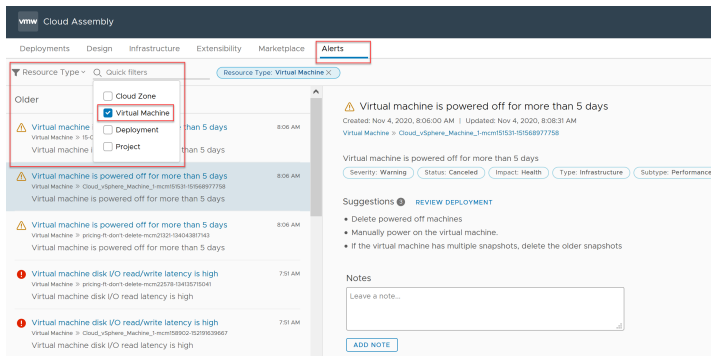 vmw Cloud Assembly
Deployments Design Infrastructure Extensibility Marketplace Alerts
Resource Type Quick filters Resource Type: Virtual Machine
Cloud Zone
Virtual Machine
Deployment
Project
Older
Virtual machine than 5 days 8:06 AM
Virtual Machine »
Virtual machine than 5 days
Virtual machine is powered off for more than 5 days 8:06 AM
Virtual Machine » Cloud_vSphere_Machine_1-mcm151531-151568977758
Virtual machine is powered off for more than 5 days
Virtual machine is powered off for more than 5 days 8:06 AM
Virtual Machine » pricing-ft-don't-delete-mcm21321-134043817143
Virtual machine is powered off for more than 5 days
Virtual machine disk I/O read/write latency is high 7:51 AM
Virtual Machine » pricing-ft-don't-delete-mcm22578-134135715041
Virtual machine disk I/O read latency is high
Virtual machine disk I/O read/write latency is high 7:51 AM
Virtual Machine » Cloud_vSphere_Machine_1-mcm158902-152191639667
Virtual machine disk I/O read latency is high
Virtual machine is powered off for more than 5 days
Created: Nov 4, 2020, 8:06:00 AM | Updated: Nov 4, 2020, 8:08:31 AM
Virtual Machine » Cloud_vSphere_Machine_1-mcm151531-151568977758
Virtual machine is powered off for more than 5 days
Severity: Warning Status: Canceled Impact: Health Type: Infrastructure Subtype: Performance
Suggestions REVIEW DEPLOYMENT
• Delete powered off machines
• Manually power on the virtual machine.
• If the virtual machine has multiple snapshots, delete the older snapshots
Notes
Leave a note...
ADD NOTE